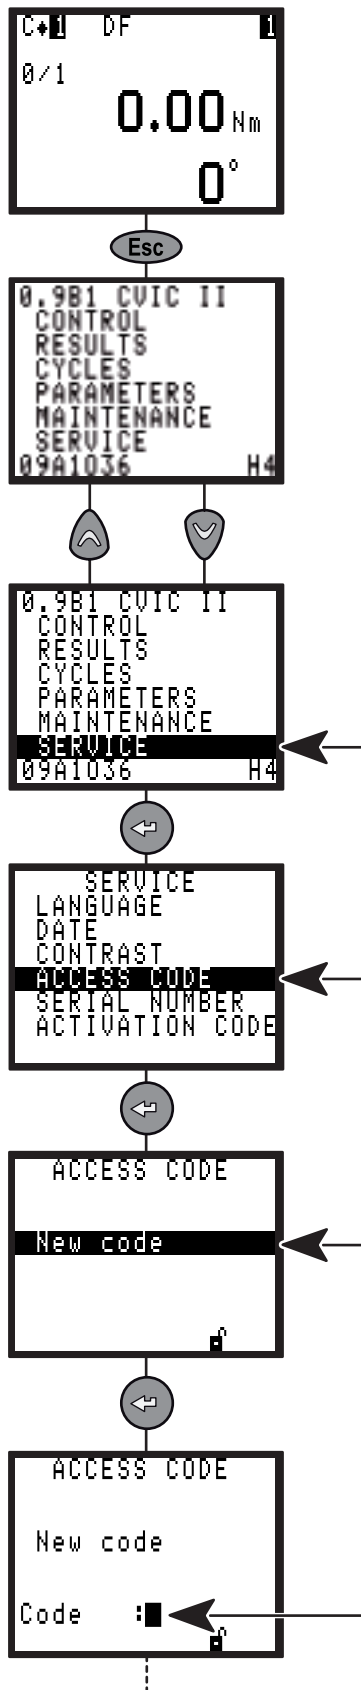 C♦1 DF 1
0/1
0.00 Nm
0°
Esc
0.9B1 CVIC II
CONTROL
RESULTS
CYCLES
PARAMETERS
MAINTENANCE
SERVICE
09A1036 H4
0.9B1 CVIC II
CONTROL
RESULTS
CYCLES
PARAMETERS
MAINTENANCE
SERVICE
09A1036 H4
SERVICE
LANGUAGE
DATE
CONTRAST
ACCESS CODE
SERIAL NUMBER
ACTIVATION CODE
ACCESS CODE
New code
ACCESS CODE
New code
Code :